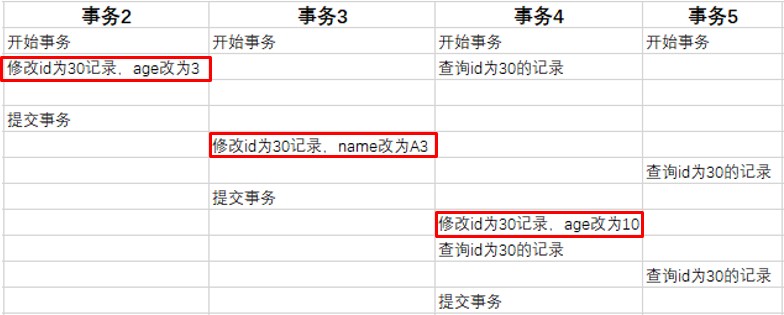 事务2 事务3 事务4 事务5
开始事务 开始事务 开始事务 开始事务
修改id为30记录，age改为3 查询id为30的记录
提交事务
修改id为30记录，name改为A3
查询id为30的记录
提交事务
修改id为30记录，age改为10
查询id为30的记录
查询id为30的记录
提交事务